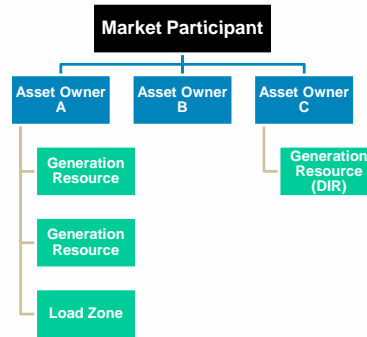 Market Participant
Asset Owner
A
Asset Owner
B
Asset Owner
C
Generation
Resource
Generation
Resource
(DIR)
Generation
Resource
Load Zone